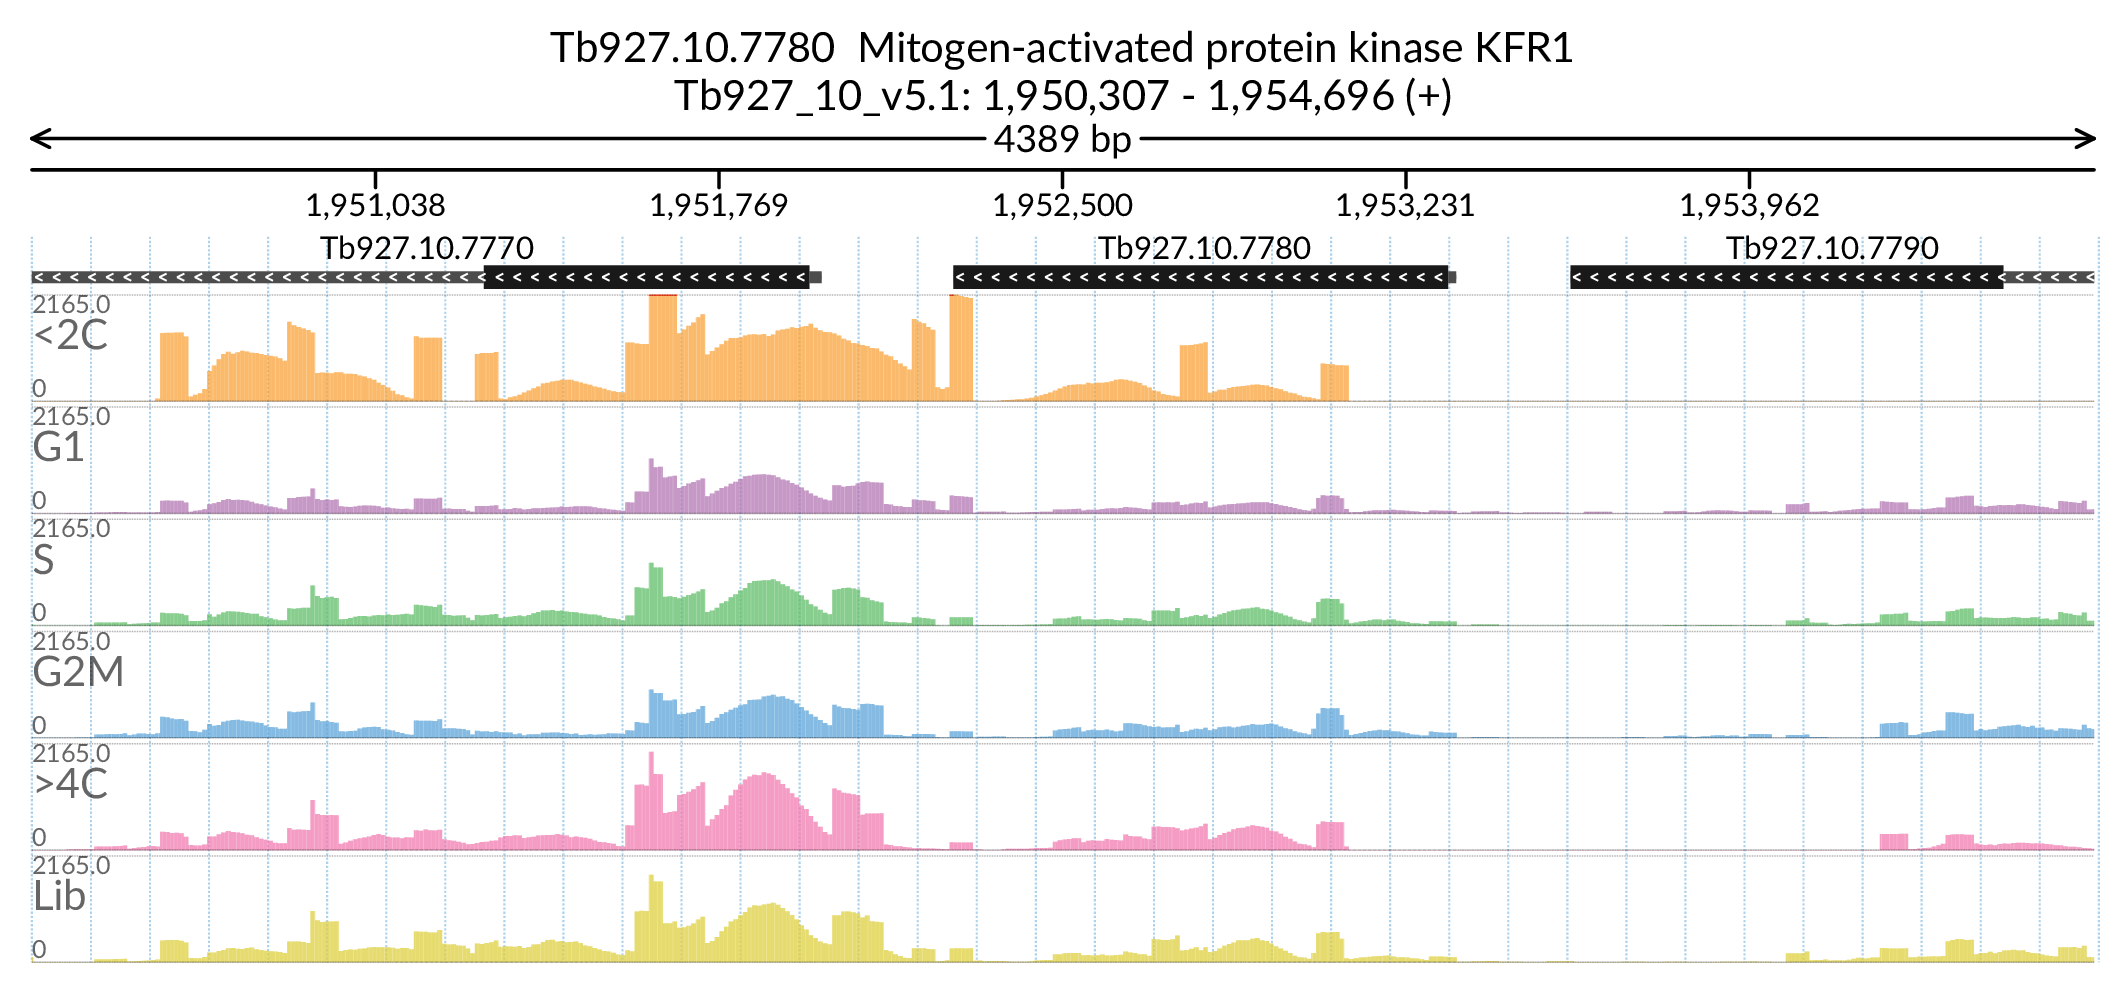 Tb927.10.7780 Mitogen-activated protein kinase KFR1
Tb927_10_v5.1: 1,950,307 - 1,954,696 (+)
4389 bp
1,951,038 1,951,769 1,952,500 1,953,231 1,953,962
Tb927.10.7770 Tb927.10.7780 Tb927.10.7790
2165.0
<2C
0
2165.0
G1
0
2165.0
S
0
2165.0
G2M
0
2165.0
>4C
0
2165.0
Lib
0